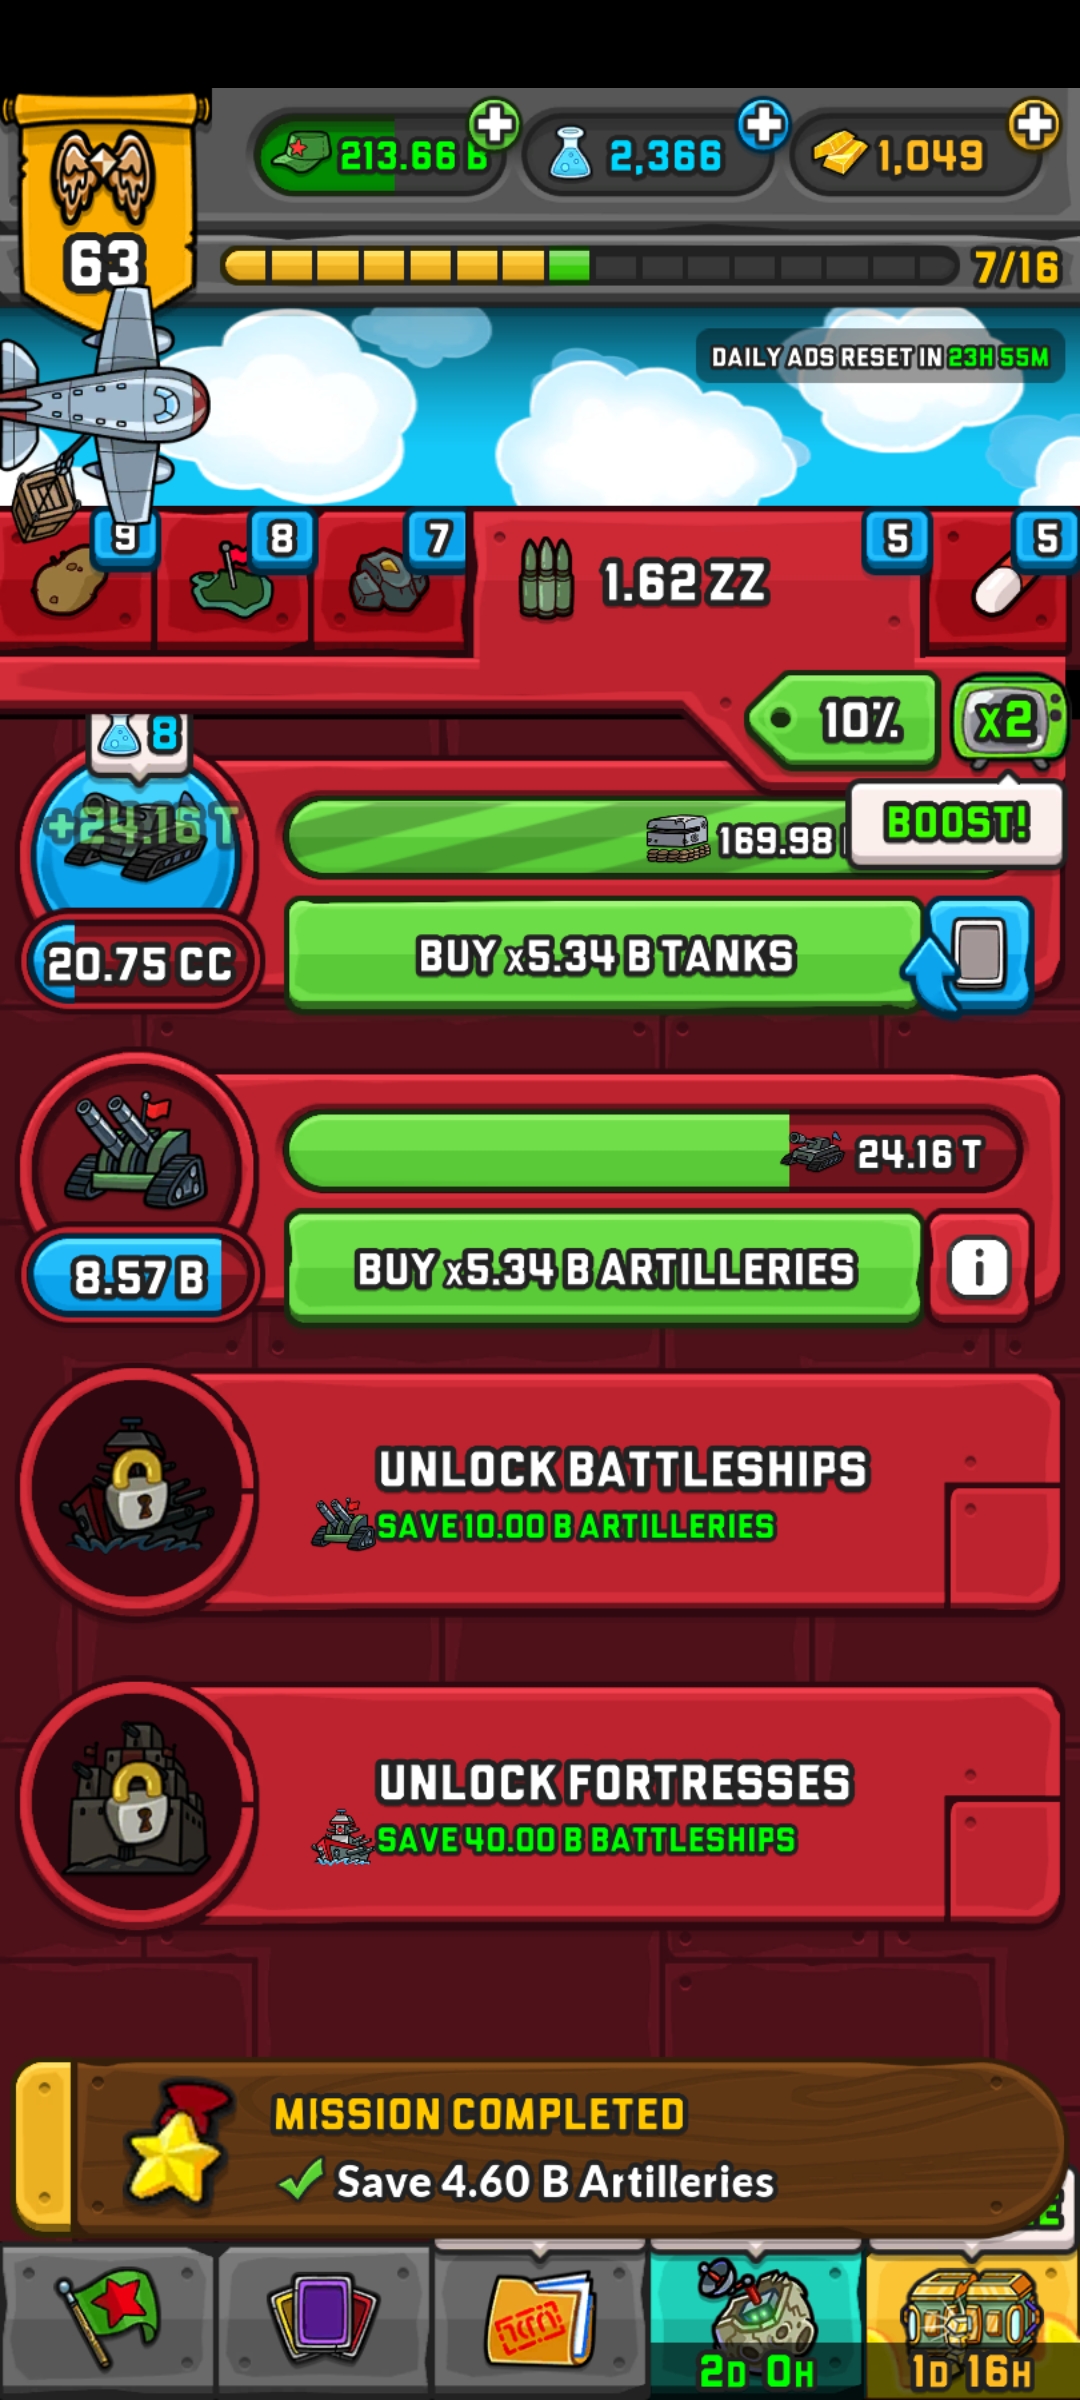 213.66 B
2,366
1,049
63
7/16
DAILY ADS RESET IN 23H 55M
9
8
7
1.62 ZZ
5
5
10%
x2
8
+24.16 T
169.98
BOOST!
20.75 CC
BUY x5.34 B TANKS
24.16 T
8.57 B
BUY x5.34 B ARTILLERIES
i
UNLOCK BATTLESHIPS
SAVE 10.00 B ARTILLERIES
UNLOCK FORTRESSES
SAVE 40.00 B BATTLESHIPS
MISSION COMPLETED
Save 4.60 B Artilleries
2D 0H
1D 16H